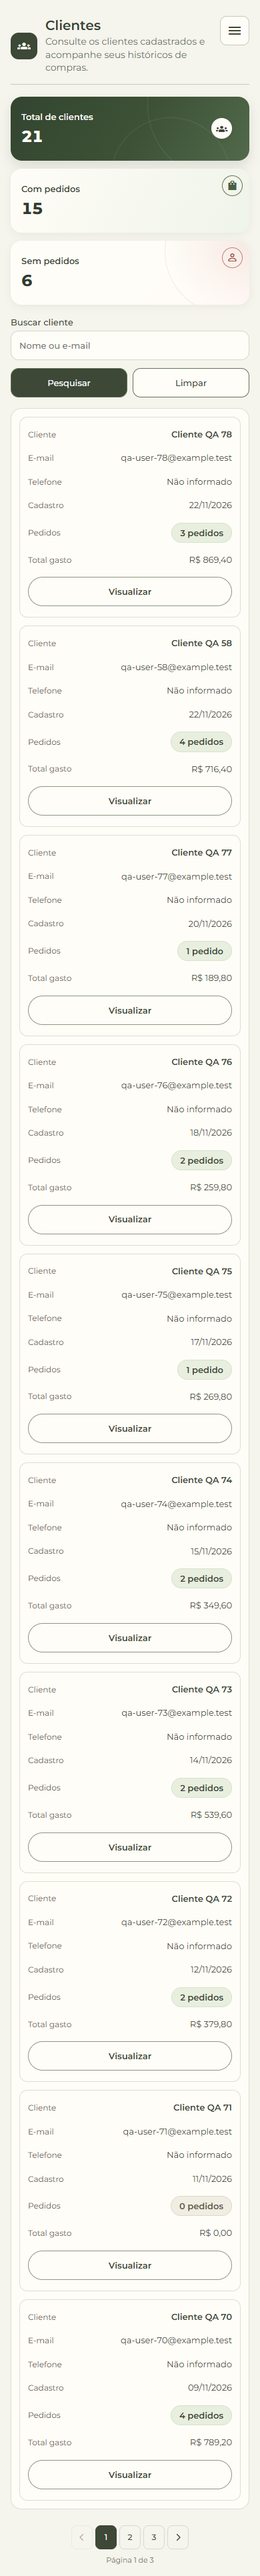 Clientes
Consulte os clientes cadastrados e
acompanhe seus históricos de
compras.
Total de clientes
21
Com pedidos
15
Sem pedidos
6
Buscar cliente
Nome ou e-mail
Pesquisar Limpar
Cliente Cliente QA 78
E-mail qa-user-78@example.test
Telefone Não informado
Cadastro 22/11/2026
Pedidos 3 pedidos
Total gasto R$ 869,40
Visualizar
Cliente Cliente QA 58
E-mail qa-user-58@example.test
Telefone Não informado
Cadastro 22/11/2026
Pedidos 4 pedidos
Total gasto R$ 716,40
Visualizar
Cliente Cliente QA 77
E-mail qa-user-77@example.test
Telefone Não informado
Cadastro 20/11/2026
Pedidos 1 pedido
Total gasto R$ 189,80
Visualizar
Cliente Cliente QA 76
E-mail qa-user-76@example.test
Telefone Não informado
Cadastro 18/11/2026
Pedidos 2 pedidos
Total gasto R$ 259,80
Visualizar
Cliente Cliente QA 75
E-mail qa-user-75@example.test
Telefone Não informado
Cadastro 17/11/2026
Pedidos 1 pedido
Total gasto R$ 269,80
Visualizar
Cliente Cliente QA 74
E-mail qa-user-74@example.test
Telefone Não informado
Cadastro 15/11/2026
Pedidos 2 pedidos
Total gasto R$ 349,60
Visualizar
Cliente Cliente QA 73
E-mail qa-user-73@example.test
Telefone Não informado
Cadastro 14/11/2026
Pedidos 2 pedidos
Total gasto R$ 539,60
Visualizar
Cliente Cliente QA 72
E-mail qa-user-72@example.test
Telefone Não informado
Cadastro 12/11/2026
Pedidos 2 pedidos
Total gasto R$ 379,80
Visualizar
Cliente Cliente QA 71
E-mail qa-user-71@example.test
Telefone Não informado
Cadastro 11/11/2026
Pedidos 0 pedidos
Total gasto R$ 0,00
Visualizar
Cliente Cliente QA 70
E-mail qa-user-70@example.test
Telefone Não informado
Cadastro 09/11/2026
Pedidos 4 pedidos
Total gasto R$ 789,20
Visualizar
1 2 3
Página 1 de 3